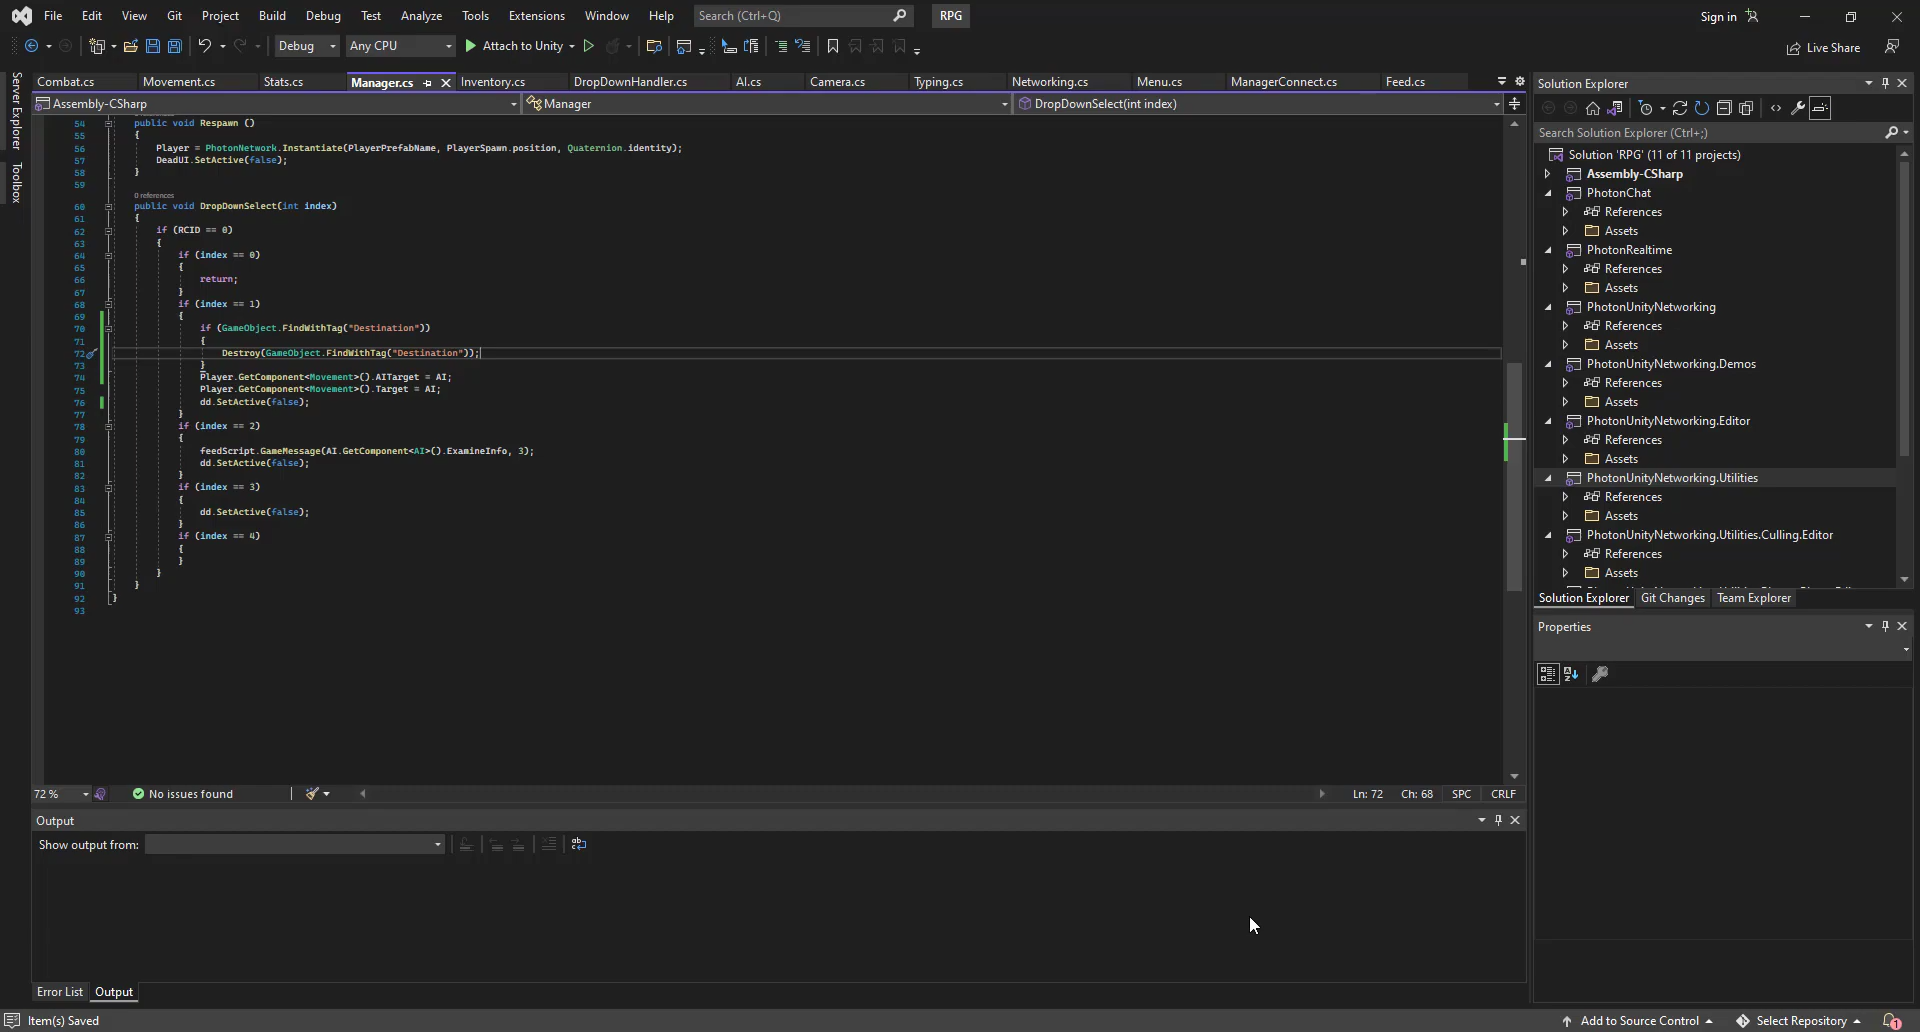 File Edit View Git Project Build Debug Test Analyze Tools Extensions Window Help Search (Ctrl+Q) RPG Sign in
Debug Any CPU Attach to Unity Live Share
Server Explorer
Toolbox
Combat.cs Movement.cs Stats.cs Manager.cs Inventory.cs DropDownHandler.cs AI.cs Camera.cs Typing.cs Networking.cs Menu.cs ManagerConnect.cs Feed.cs
Assembly-CSharp Manager DropDownSelect(int index)
54 public void Respawn ()
55 {
56 Player = PhotonNetwork.Instantiate(PlayerPrefabName, PlayerSpawn.position, Quaternion.identity);
57 DeadUI.SetActive(false);
58 }
59
0 references
60 public void DropDownSelect(int index)
61 {
62 if (RCID == 0)
63 {
64 if (index == 0)
65 {
66 return;
67 }
68 if (index == 1)
69 {
70 if (GameObject.FindWithTag("Destination"))
71 {
72 Destroy(GameObject.FindWithTag("Destination"));
73 }
74 Player.GetComponent<Movement>().AITarget = AI;
75 Player.GetComponent<Movement>().Target = AI;
76 dd.SetActive(false);
77 }
78 if (index == 2)
79 {
80 feedScript.GameMessage(AI.GetComponent<AI>().ExamineInfo, 3);
81 dd.SetActive(false);
82 }
83 if (index == 3)
84 {
85 dd.SetActive(false);
86 }
87 if (index == 4)
88 {
89 }
90 }
91 }
92 }
93
72 % No issues found Ln: 72 Ch: 68 SPC CRLF
Output
Show output from:
Error List Output
Solution Explorer
Search Solution Explorer (Ctrl+;)
Solution 'RPG' (11 of 11 projects)
Assembly-CSharp
PhotonChat
References
Assets
PhotonRealtime
References
Assets
PhotonUnityNetworking
References
Assets
PhotonUnityNetworking.Demos
References
Assets
PhotonUnityNetworking.Editor
References
Assets
PhotonUnityNetworking.Utilities
References
Assets
PhotonUnityNetworking.Utilities.Culling.Editor
References
Assets
Solution Explorer Git Changes Team Explorer
Properties
Item(s) Saved Add to Source Control Select Repository 1